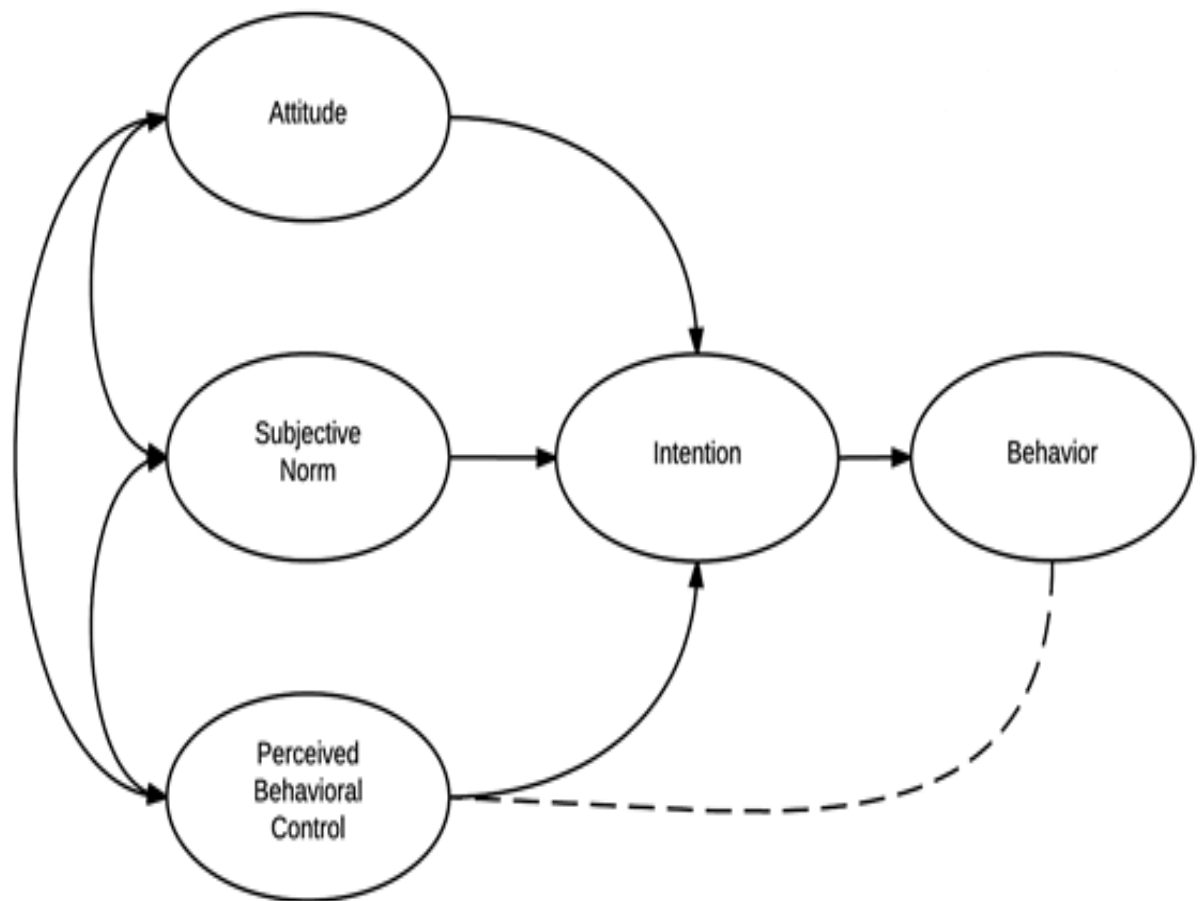 Attitude
Subjective
Norm
Intention
Behavior
Perceived
Behavioral
Control